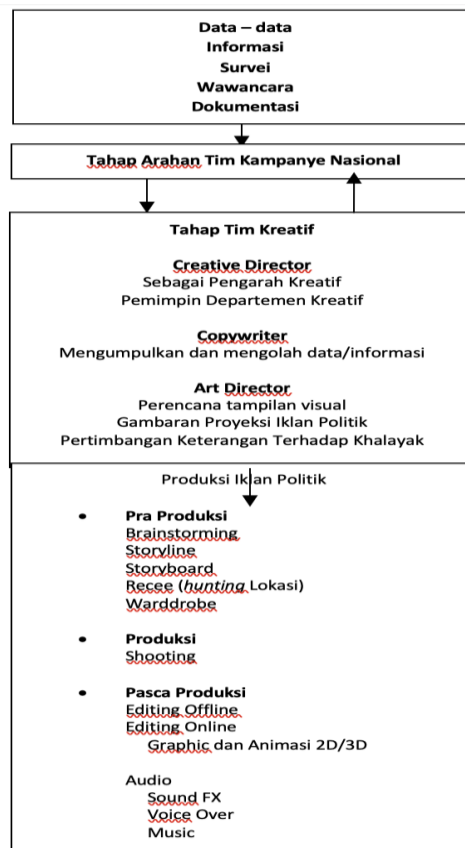 Data – data
Informasi
Survei
Wawancara
Dokumentasi
Tahap Arahan Tim Kampanye Nasional
Tahap Tim Kreatif
Creative Director
Sebagai Pengarah Kreatif
Pemimpin Departemen Kreatif
Copywriter
Mengumpulkan dan mengolah data/informasi
Art Director
Perencana tampilan visual
Gambaran Proyeksi Iklan Politik
Pertimbangan Keterangan Terhadap Khalayak
Produksi Iklan Politik
• Pra Produksi
Brainstorming
Storyline
Storyboard
Recee (hunting Lokasi)
Warddrobe
• Produksi
Shooting
• Pasca Produksi
Editing Offline
Editing Online
Graphic dan Animasi 2D/3D
Audio
Sound FX
Voice Over
Music